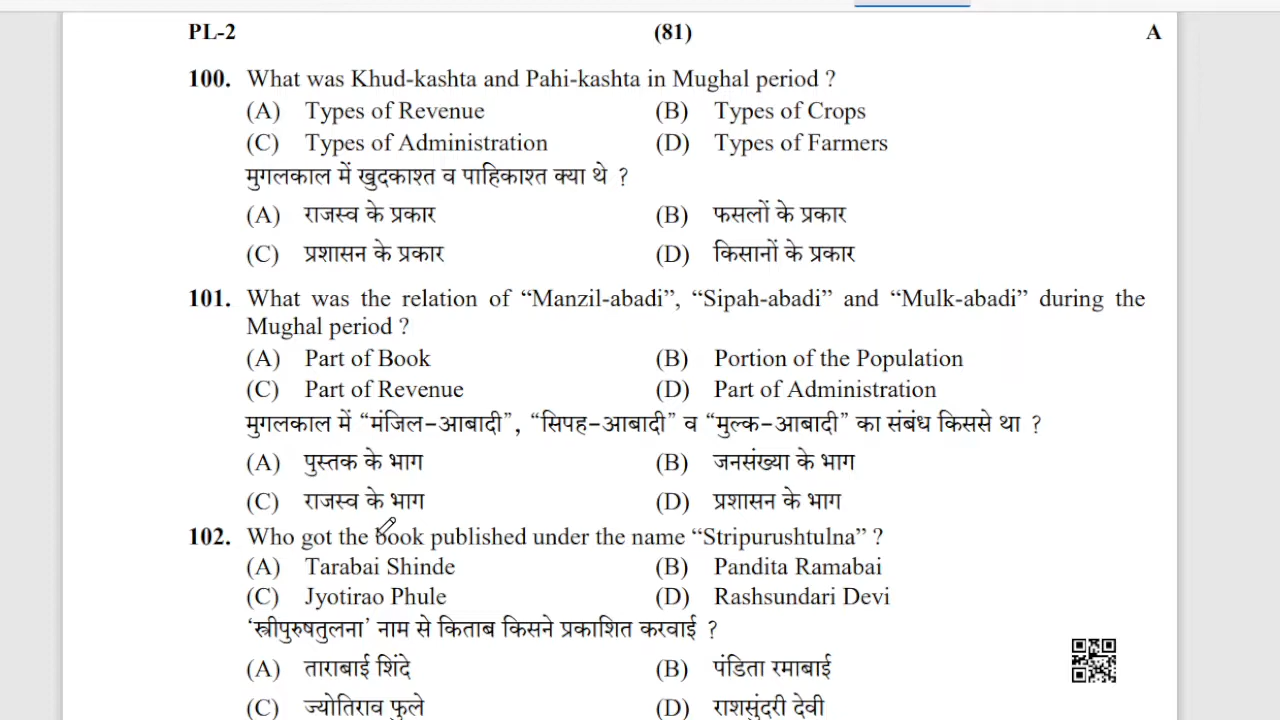 PL-2 (81) A
100. What was Khud-kashta and Pahi-kashta in Mughal period ?
(A) Types of Revenue (B) Types of Crops
(C) Types of Administration (D) Types of Farmers
मुगलकाल में खुदकाश्त व पाहिकाश्त क्या थे ?
(A) राजस्व के प्रकार (B) फसलों के प्रकार
(C) प्रशासन के प्रकार (D) किसानों के प्रकार
101. What was the relation of “Manzil-abadi”, “Sipah-abadi” and “Mulk-abadi” during the
Mughal period ?
(A) Part of Book (B) Portion of the Population
(C) Part of Revenue (D) Part of Administration
मुगलकाल में “मंजिल-आबादी”, “सिपह-आबादी” व “मुल्क-आबादी” का संबंध किससे था ?
(A) पुस्तक के भाग (B) जनसंख्या के भाग
(C) राजस्व के भाग (D) प्रशासन के भाग
102. Who got the book published under the name “Stripurushtulna” ?
(A) Tarabai Shinde (B) Pandita Ramabai
(C) Jyotirao Phule (D) Rashsundari Devi
‘स्त्रीपुरुषतुलना’ नाम से किताब किसने प्रकाशित करवाई ?
(A) ताराबाई शिंदे (B) पंडिता रमाबाई
(C) ज्योतिराव फुले (D) राशसुंदरी देवी